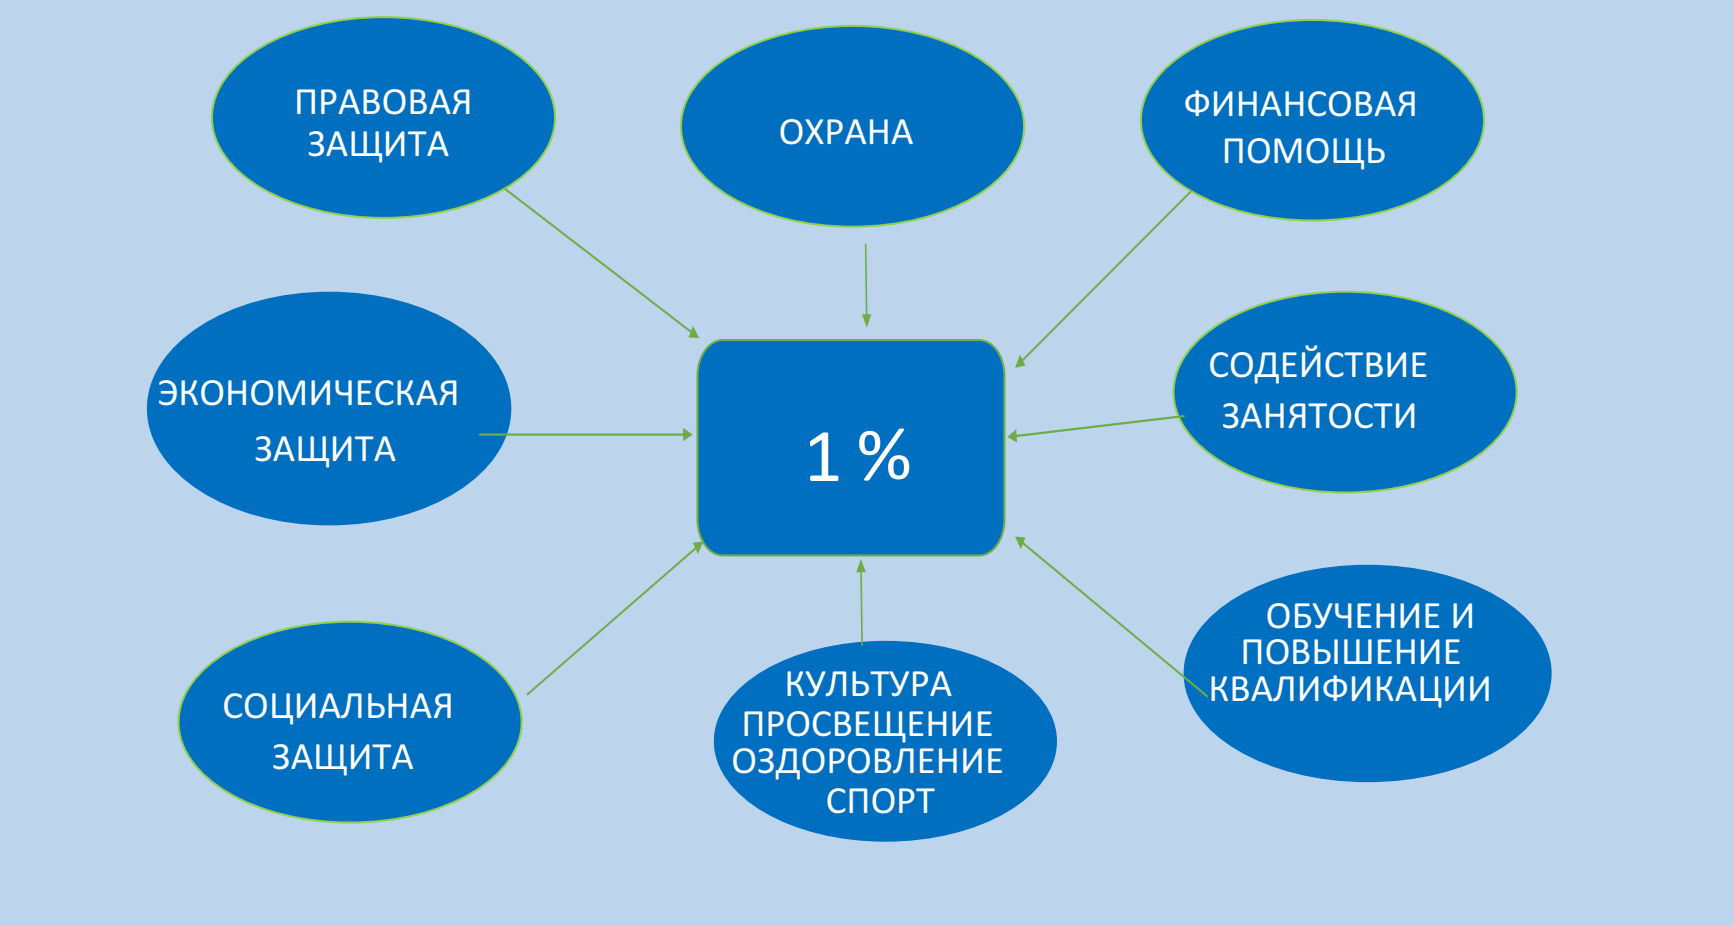 ПРАВОВАЯ
ЗАЩИТА
ОХРАНА
ФИНАНСОВАЯ
ПОМОЩЬ
ЭКОНОМИЧЕСКАЯ
ЗАЩИТА
1 %
СОДЕЙСТВИЕ
ЗАНЯТОСТИ
СОЦИАЛЬНАЯ
ЗАЩИТА
КУЛЬТУРА
ПРОСВЕЩЕНИЕ
ОЗДОРОВЛЕНИЕ
СПОРТ
ОБУЧЕНИЕ И
ПОВЫШЕНИЕ
КВАЛИФИКАЦИИ